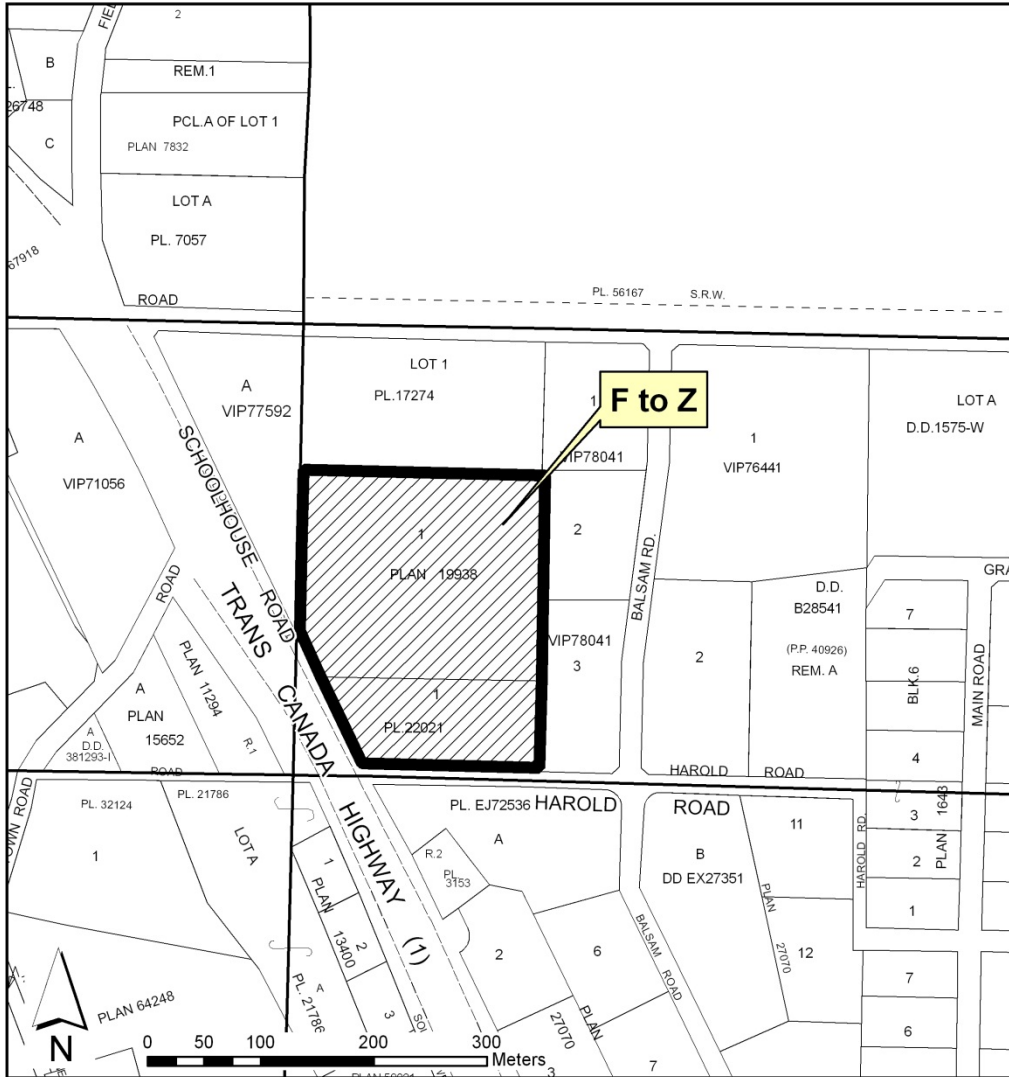 FIEL
2
B
REM.1
26748
PCL.A OF LOT 1
C
PLAN 7832
LOT A
PL. 7057
67918
ROAD
PL. 56167 S.R.W.
LOT 1
A
PL.17274
VIP77592
F to Z
1
LOT A
D.D.1575-W
A
VIP71056
SCHOOLHOUSE ROAD
VIP78041
1
VIP76441
1
2
PLAN 19938
BALSAM RD.
ROAD
TRANS CANADA HIGHWAY (1)
GRA
D.D.
B28541
7
(P.P. 40926)
REM. A
VIP78041
3
2
BLK.6
MAIN ROAD
PLAN 11294
A
PLAN
15652
1
PL.22021
A
D.D.
381293-I
R.1
4
ROAD
HAROLD ROAD
OWN ROAD
PL. 32124
PL. 21786
PL. EJ72536
HAROLD ROAD
11
3
PLAN 1643
HAROLD RD.
1
LOT A
A
R.2
PL.
3153
B
DD EX27351
2
1
PLAN
13400
2
1
PLAN
27070
2
6
BALSAM ROAD
12
7
PL. 21786
A
3
PLAN 64248
PLAN
27070
6
N
0 50 100 200 300
Meters
3
7